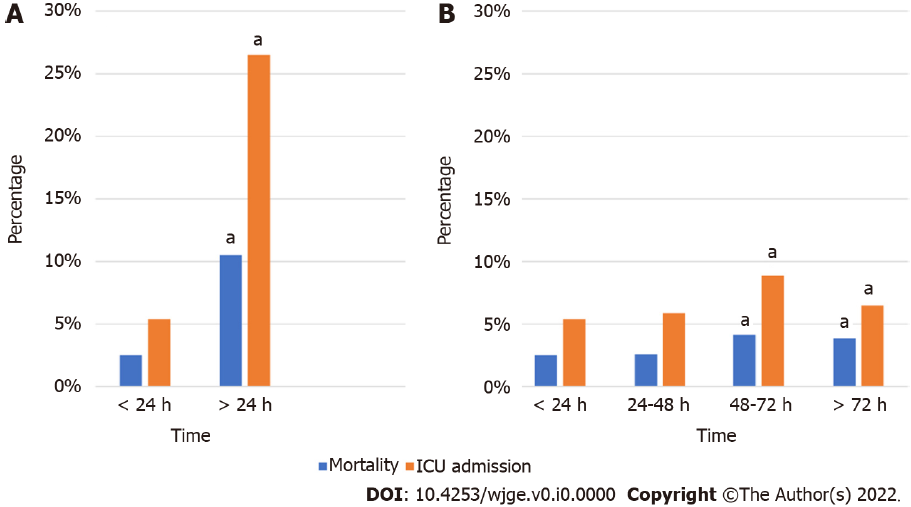 A
30%
25%
20%
15%
10%
5%
0%
Percentage
a
a
< 24 h
> 24 h
Time
B
30%
25%
20%
15%
10%
5%
0%
Percentage
a
a
a
a
< 24 h
24-48 h
48-72 h
> 72 h
Time
Mortality ICU admission
DOI: 10.4253/wjge.v0.i0.0000 Copyright ©The Author(s) 2022.